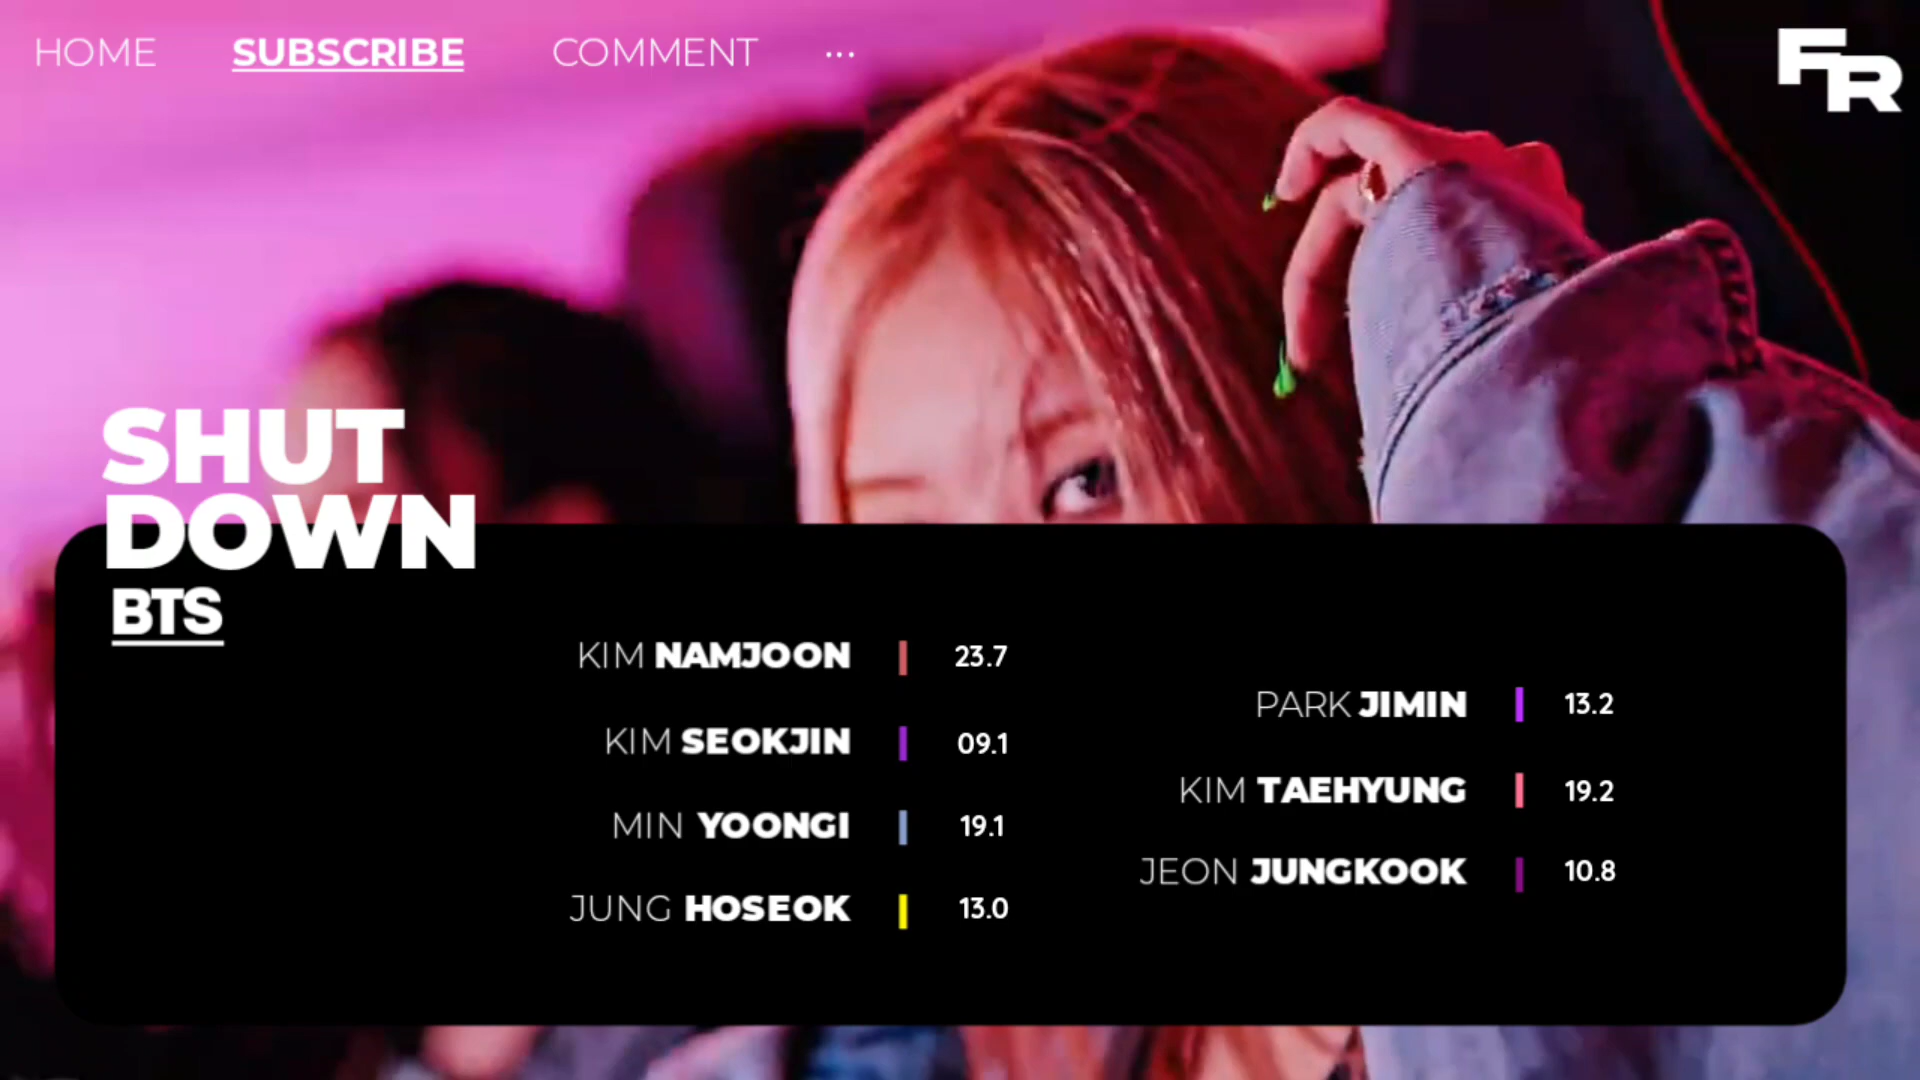 HOME SUBSCRIBE COMMENT ...
FR
SHUT
DOWN
BTS
KIM NAMJOON 23.7
KIM SEOKJIN 09.1
MIN YOONGI 19.1
JUNG HOSEOK 13.0
PARK JIMIN 13.2
KIM TAEHYUNG 19.2
JEON JUNGKOOK 10.8